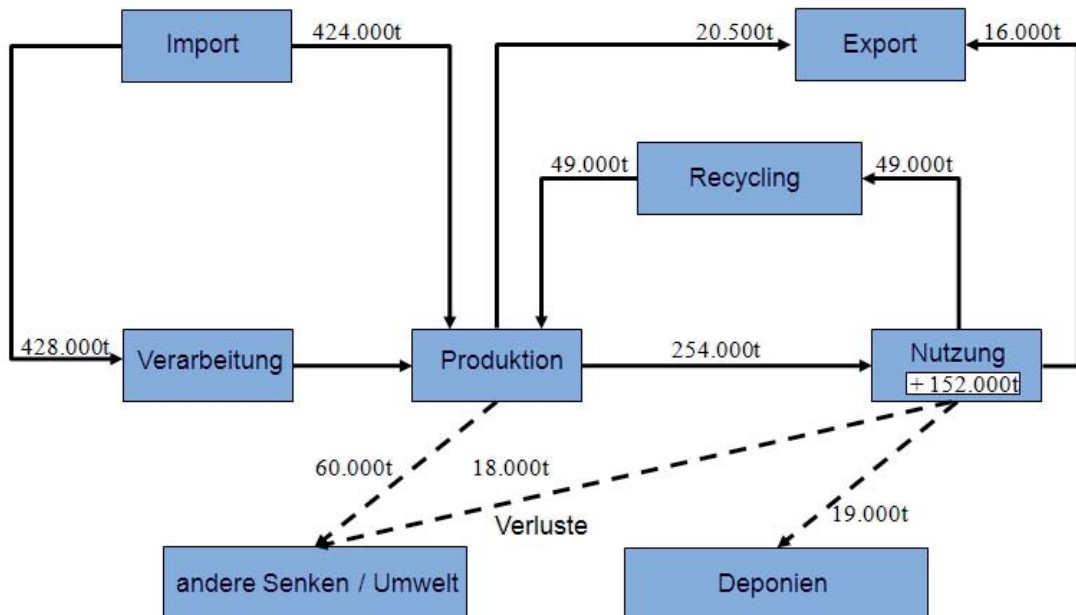 Import
424.000t
20.500t
Export
16.000t
49.000t
Recycling
49.000t
428.000t
Verarbeitung
Produktion
254.000t
Nutzung
+152.000t
60.000t
18.000t
19.000t
Verluste
andere Senken / Umwelt
Deponien